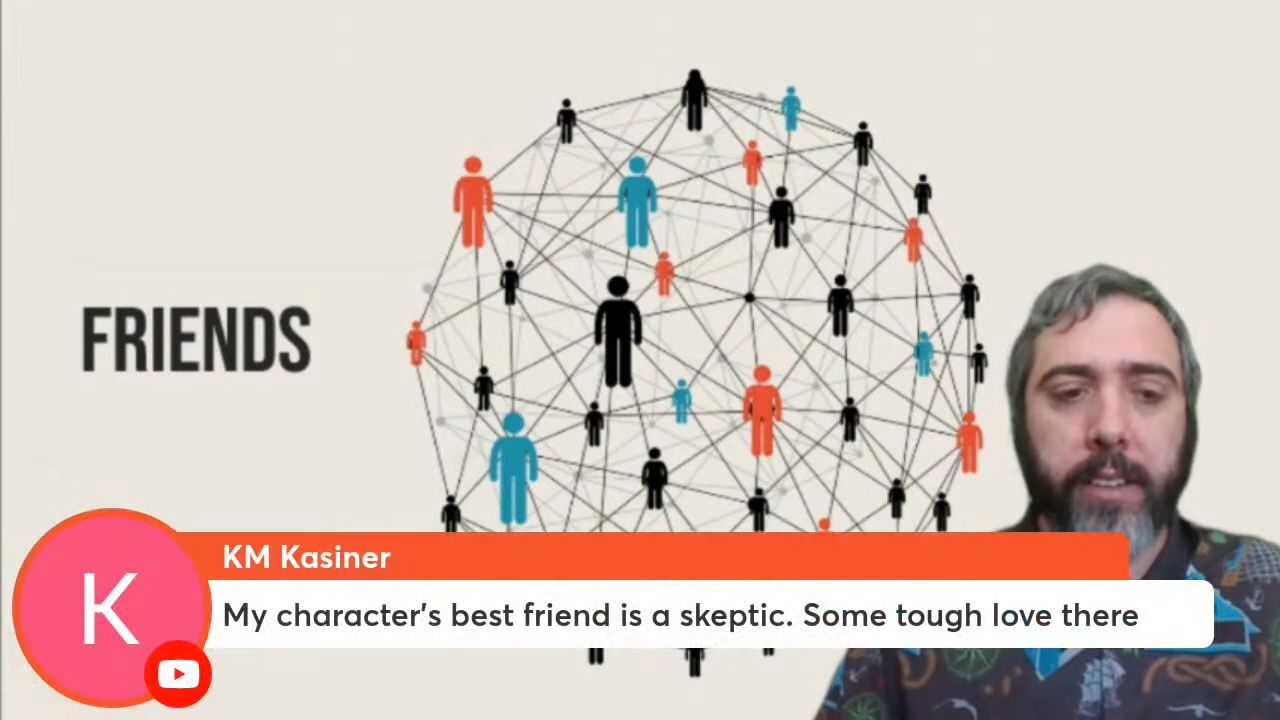 FRIENDS
KM Kasiner
K
My character's best friend is a skeptic. Some tough love there